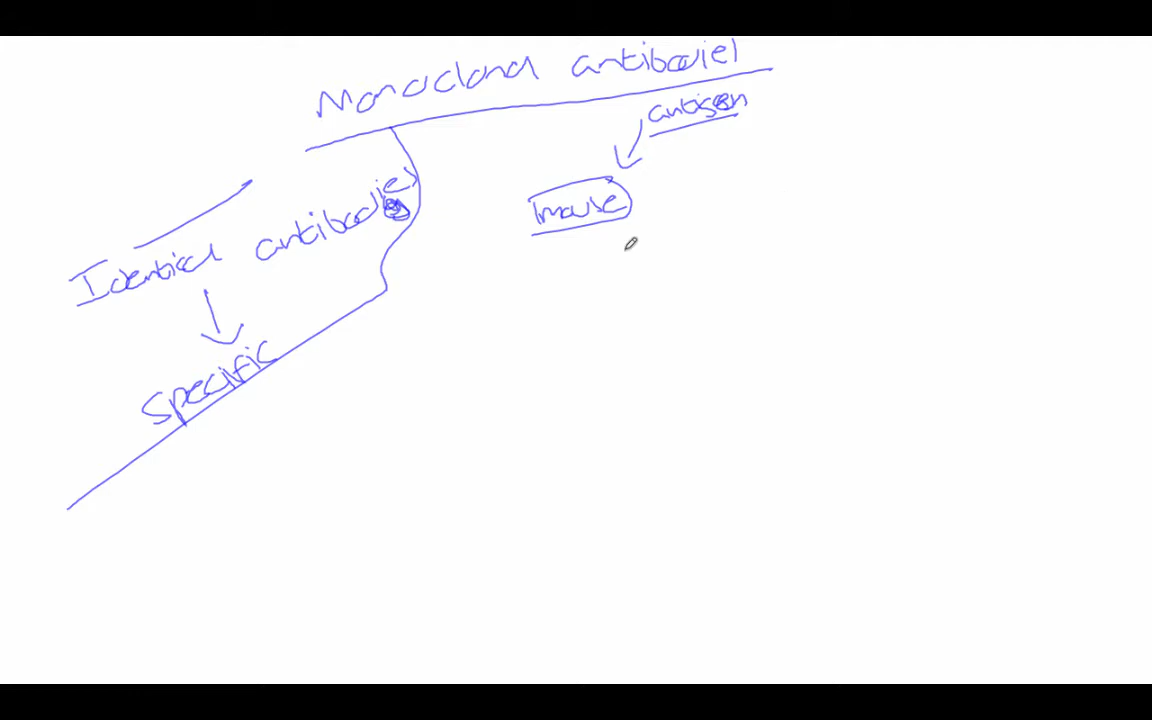 Monoclonal antibodies
antigen
mouse
Identical antibodies
Specific